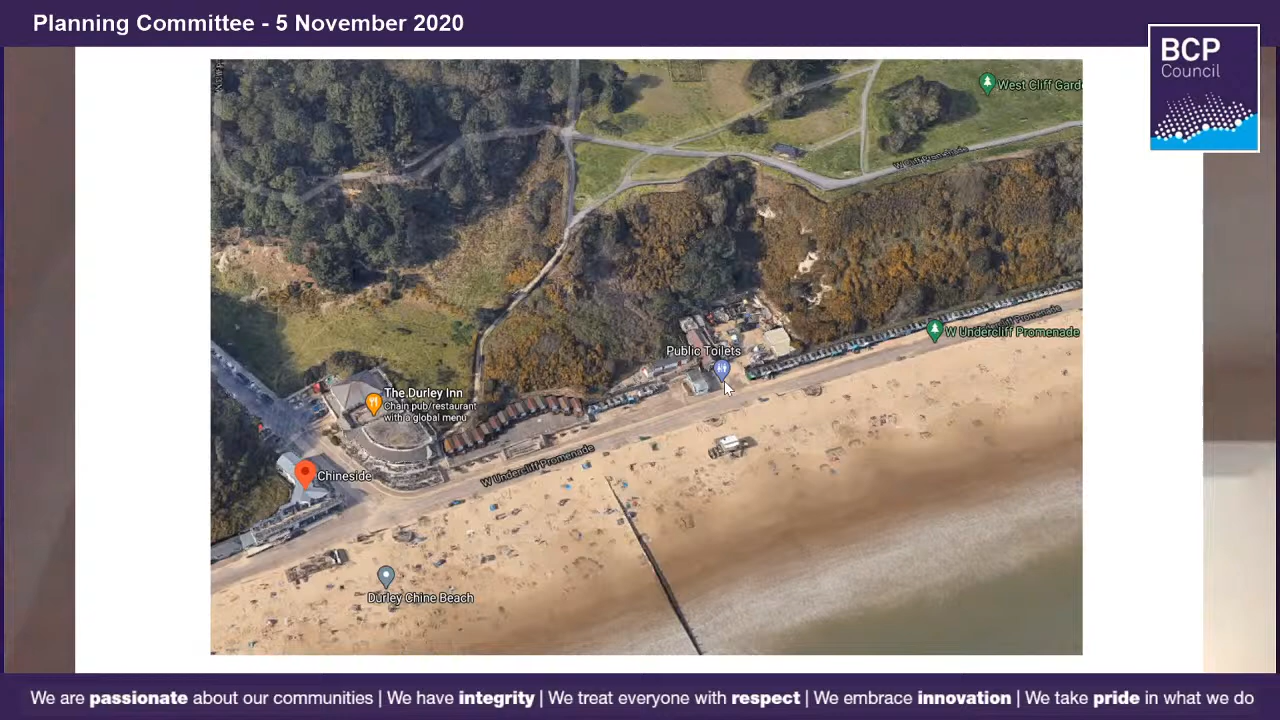 Planning Committee - 5 November 2020
BCP
Council
West Cliff Gard
W Cliff Promenade
W Undercliff Promenade
Public Toilets
The Durley Inn
Chain pub/restaurant
with a global menu
W Undercliff Promenade
Chineside
Durley Chine Beach
We are passionate about our communities | We have integrity | We treat everyone with respect | We embrace innovation | We take pride in what we do